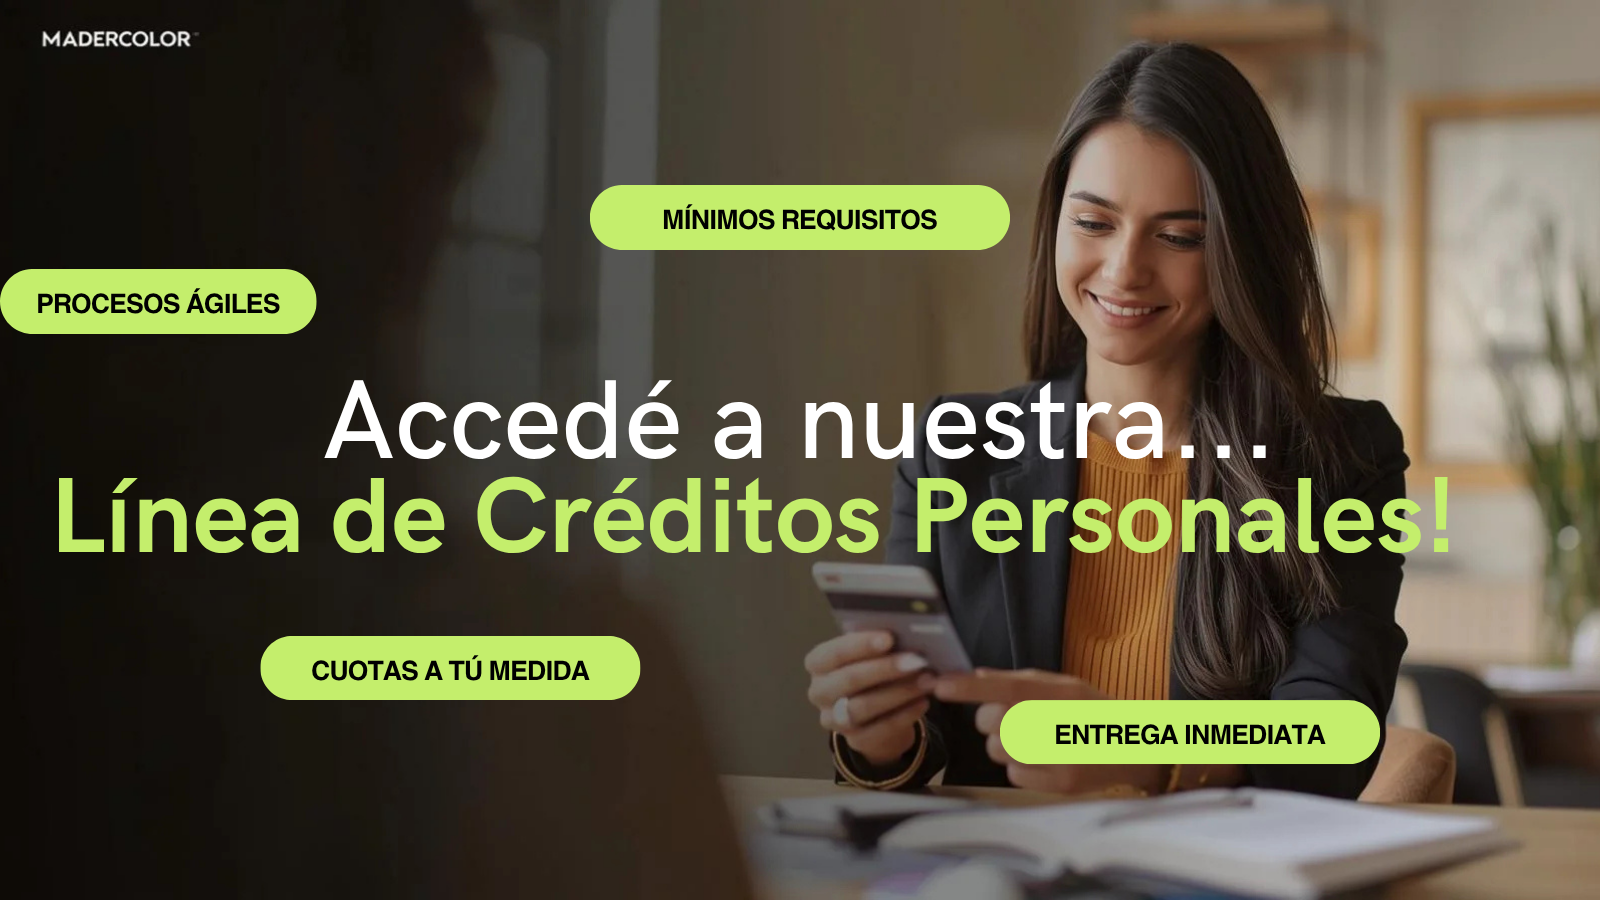 MADERCOLOR
MÍNIMOS REQUISITOS
PROCESOS ÁGILES
Accedé a nuestra...
Línea de Créditos Personales!
CUOTAS A TÚ MEDIDA
ENTREGA INMEDIATA